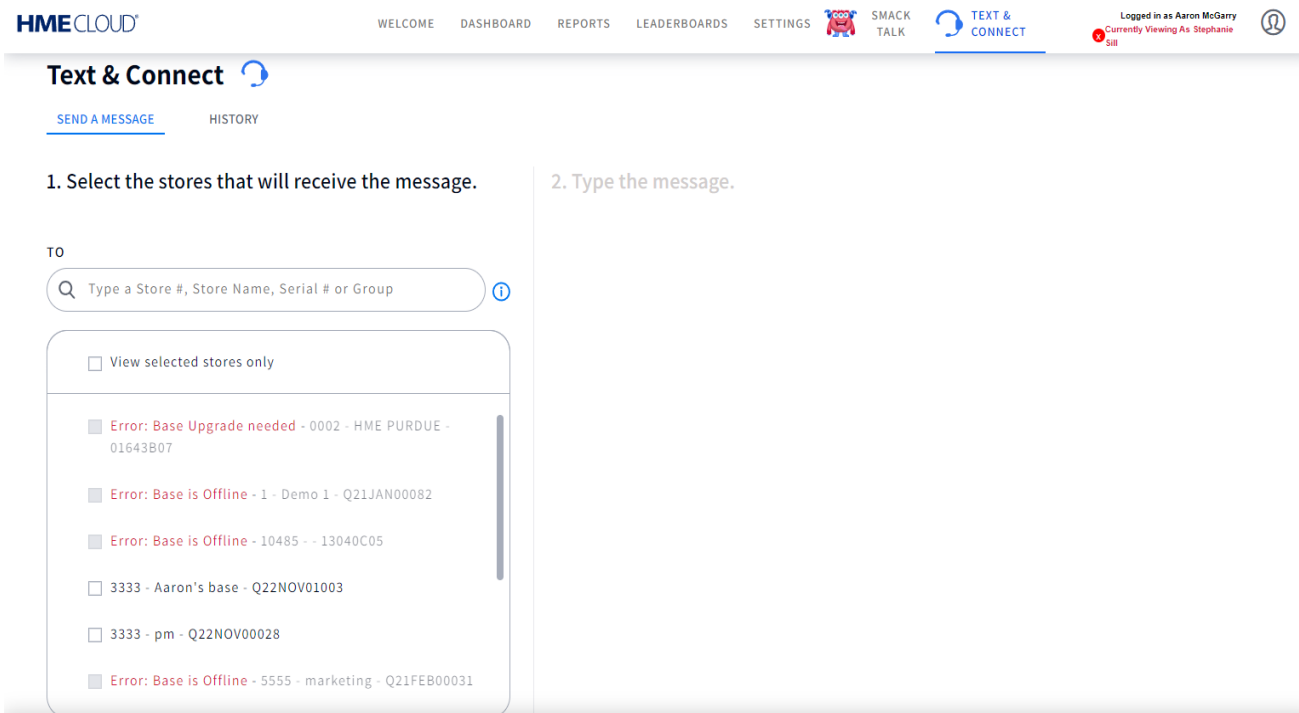 HMECLOUD®
WELCOME DASHBOARD REPORTS LEADERBOARDS SETTINGS SMACK TALK TEXT & CONNECT
Logged in as Aaron McGarry
x Currently Viewing As Stephanie
Sill
Text & Connect
SEND A MESSAGE HISTORY
1. Select the stores that will receive the message.
2. Type the message.
TO
Type a Store #, Store Name, Serial # or Group
View selected stores only
Error: Base Upgrade needed - 0002 - HME PURDUE -
01643B07
Error: Base is Offline - 1 - Demo 1 - Q21JAN00082
Error: Base is Offline - 10485 - - 13040C05
3333 - Aaron's base - Q22NOV01003
3333 - pm - Q22NOV00028
Error: Base is Offline - 5555 - marketing - Q21FEB00031